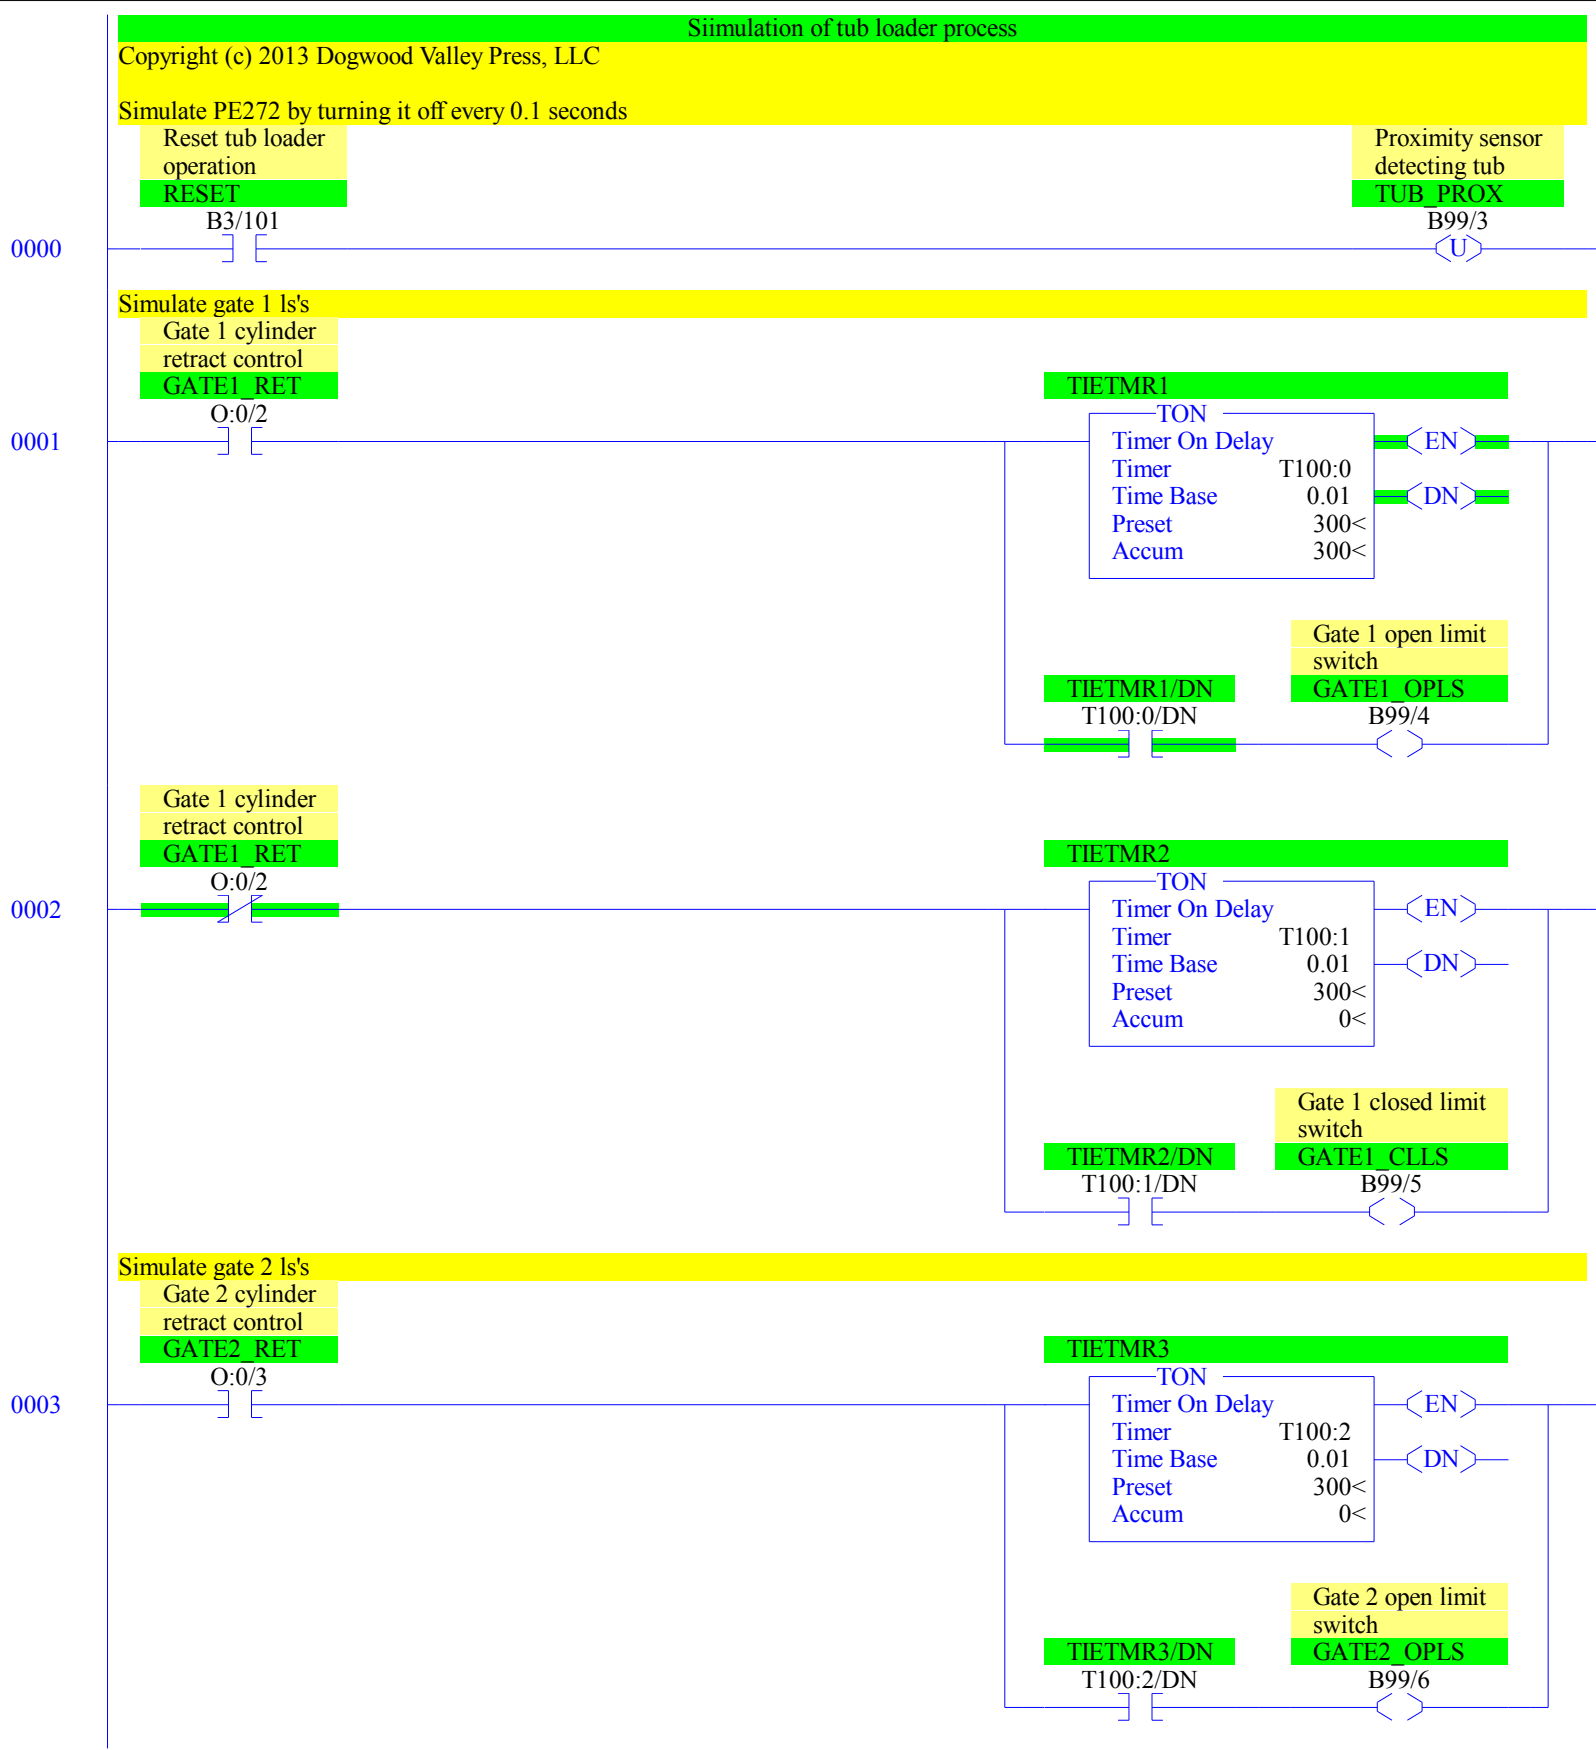 Siimulation of tub loader process
Copyright (c) 2013 Dogwood Valley Press, LLC
Simulate PE272 by turning it off every 0.1 seconds
Reset tub loader
operation
RESET
B3/101
Proximity sensor
detecting tub
TUB_PROX
B99/3
0000
U
Simulate gate 1 ls's
Gate 1 cylinder
retract control
GATE1_RET
O:0/2
0001
TIETMR1
TON
Timer On Delay
EN
Timer T100:0
Time Base 0.01
DN
Preset 300<
Accum 300<
Gate 1 open limit
switch
TIETMR1/DN
GATE1_OPLS
T100:0/DN
B99/4
Gate 1 cylinder
retract control
GATE1_RET
O:0/2
0002
TIETMR2
TON
Timer On Delay
EN
Timer T100:1
Time Base 0.01
DN
Preset 300<
Accum 0<
Gate 1 closed limit
switch
TIETMR2/DN
GATE1_CLLS
T100:1/DN
B99/5
Simulate gate 2 ls's
Gate 2 cylinder
retract control
GATE2_RET
O:0/3
0003
TIETMR3
TON
Timer On Delay
EN
Timer T100:2
Time Base 0.01
DN
Preset 300<
Accum 0<
Gate 2 open limit
switch
TIETMR3/DN
GATE2_OPLS
T100:2/DN
B99/6